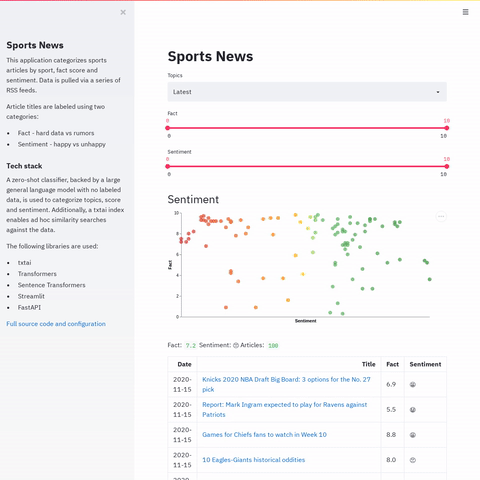 Sports News
This application categorizes sports
articles by sport, fact score and
sentiment. Data is pulled via a series of
RSS feeds.
Article titles are labeled using two
categories:
• Fact - hard data vs rumors
• Sentiment - happy vs unhappy
Tech stack
A zero-shot classifier, backed by a large
general language model with no labeled
data, is used to categorize topics, score
and sentiment. Additionally, a txtai index
enables ad hoc similarity searches
against the data.
The following libraries are used:
• txtai
• Transformers
• Sentence Transformers
• Streamlit
• FastAPI
Full source code and configuration
Sports News
Topics
Latest
Fact
0 10
0 10
Sentiment
0 10
0 10
Sentiment
10
8
6
4
2
0
Fact
Sentiment
Fact: 7.2 Sentiment: Articles: 100
Date Title Fact Sentiment
2020-11-15 Knicks 2020 NBA Draft Big Board: 3 options for the No. 27 pick 6.9
2020-11-15 Report: Mark Ingram expected to play for Ravens against Patriots 5.5
2020-11-15 Games for Chiefs fans to watch in Week 10 8.8
2020-11-15 10 Eagles-Giants historical oddities 8.0